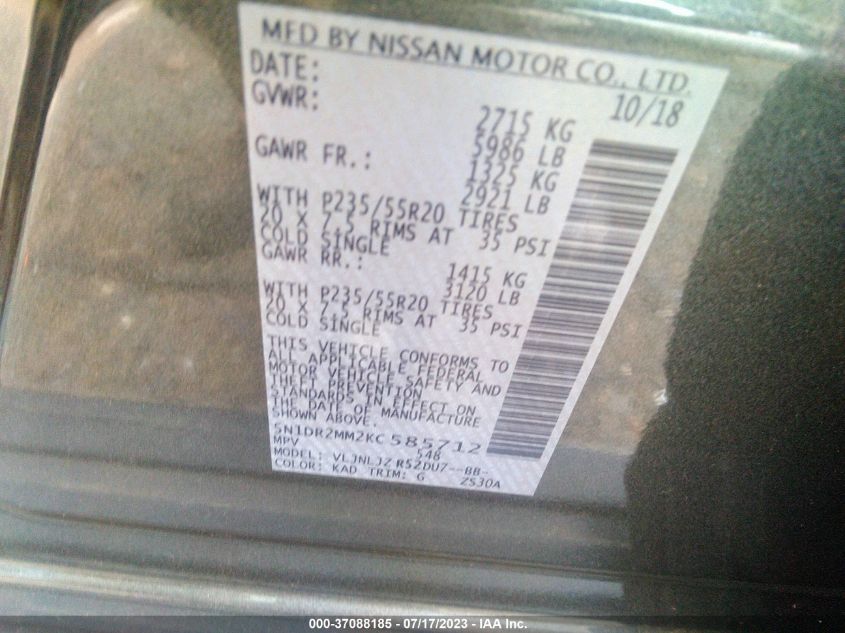 MFD BY NISSAN MOTOR CO., LTD.
DATE: 10/18
GVWR: 2715 KG
5986 LB
GAWR FR.: 1325 KG
2921 LB
WITH P235/55R20 TIRES
20 X 7.5 RIMS AT 35 PSI
COLD SINGLE
GAWR RR.: 1415 KG
3120 LB
WITH P235/55R20 TIRES
20 X 7.5 RIMS AT 35 PSI
COLD SINGLE
THIS VEHICLE CONFORMS TO
ALL APPLICABLE FEDERAL
MOTOR VEHICLE SAFETY AND
THEFT PREVENTION
STANDARDS IN EFFECT ON
THE DATE OF MANUFACTURE
SHOWN ABOVE.
5N1DR2MM2KC585712
MPV 548
MODEL: VLJNLJZ R52DU7--BB-
COLOR: KAD TRIM: G ZS30A
000-37088185 - 07/17/2023 - IAA Inc.